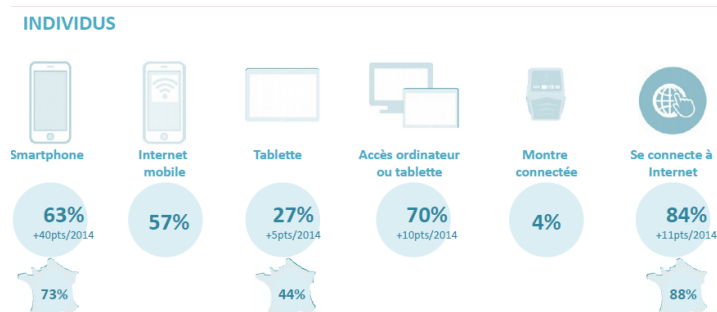 INDIVIDUS
Smartphone
Internet
mobile
Tablette
Accès ordinateur
ou tablette
Montre
connectée
Se connecte à
Internet
63%
+40pts/2014
57%
27%
+5pts/2014
70%
+10pts/2014
4%
84%
+11pts/2014
73%
44%
88%